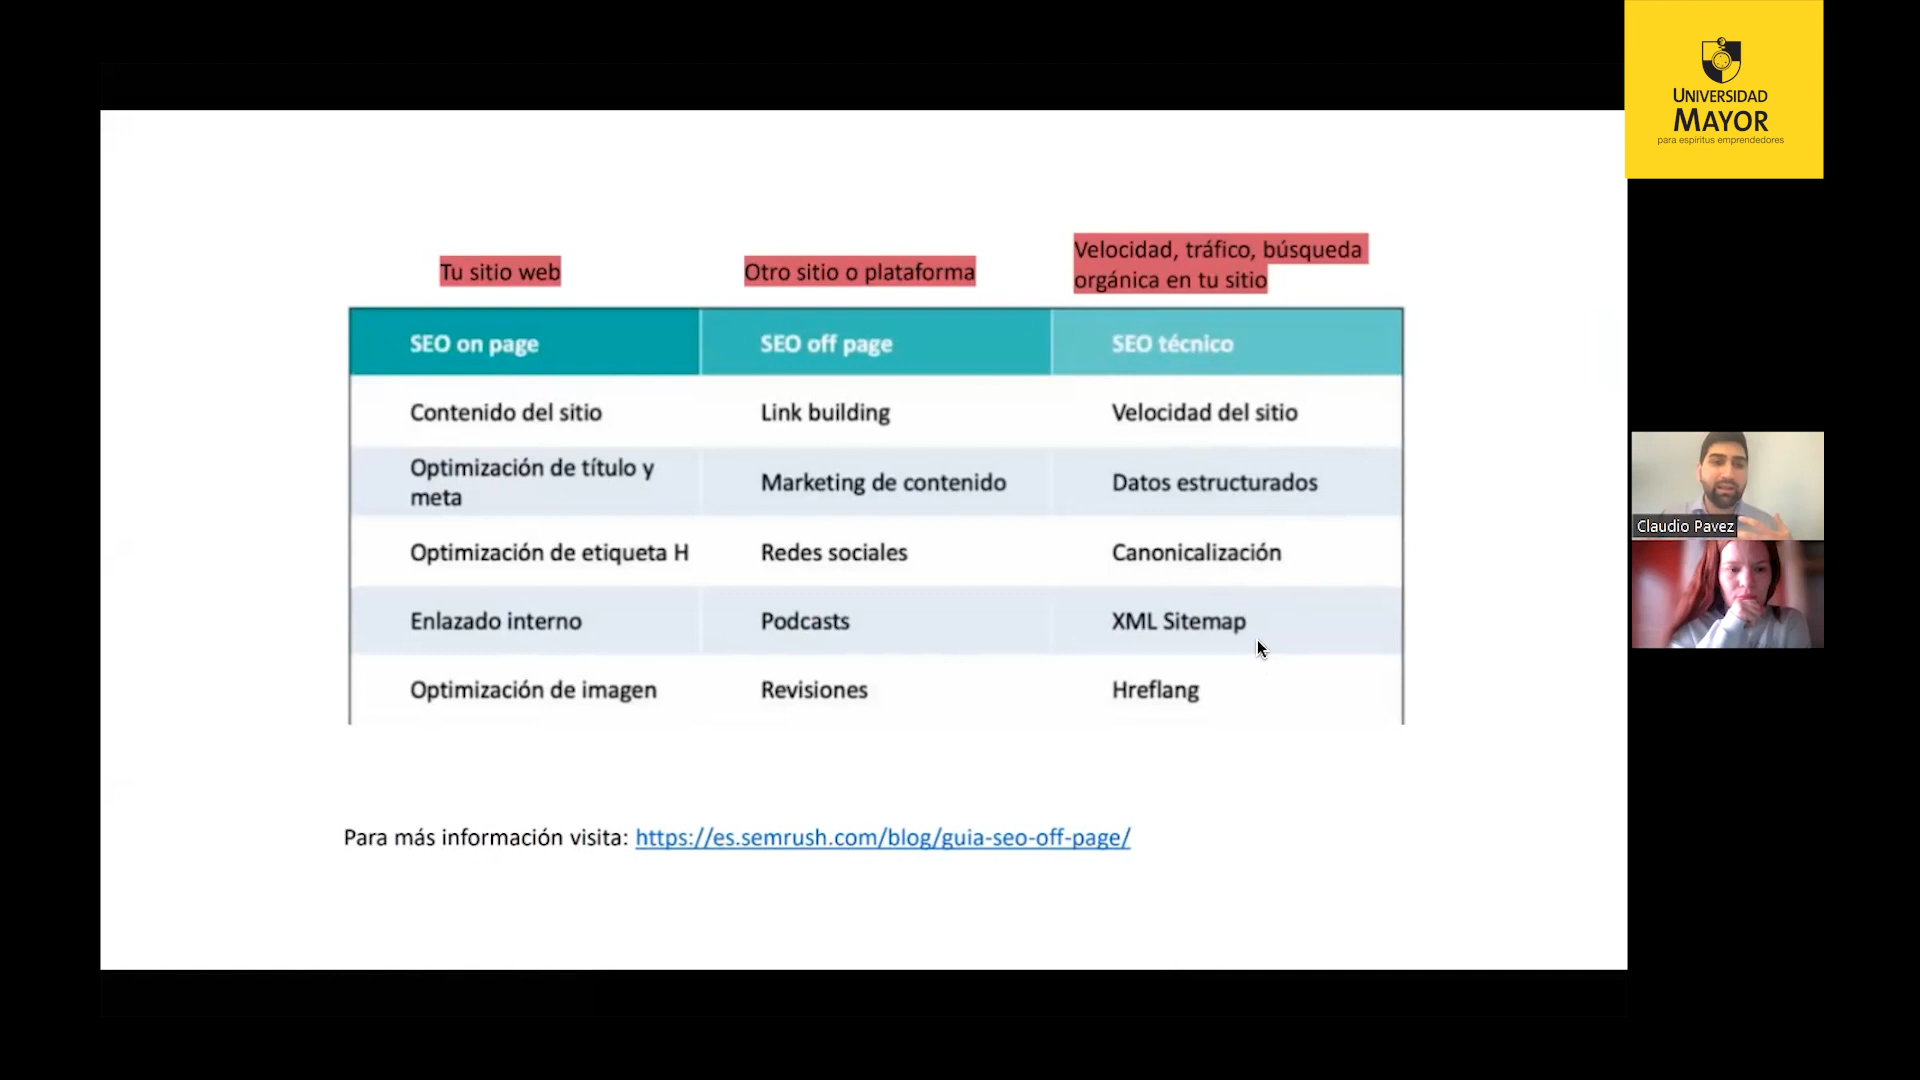 UNIVERSIDAD
MAYOR
para espíritus emprendedores
Tu sitio web
Otro sitio o plataforma
Velocidad, tráfico, búsqueda
orgánica en tu sitio
SEO on page
SEO off page
SEO técnico
Contenido del sitio
Link building
Velocidad del sitio
Optimización de título y
meta
Marketing de contenido
Datos estructurados
Optimización de etiqueta H
Redes sociales
Canonicalización
Enlazado interno
Podcasts
XML Sitemap
Optimización de imagen
Revisiones
Hreflang
Para más información visita: https://es.semrush.com/blog/guia-seo-off-page/
Claudio Pavez